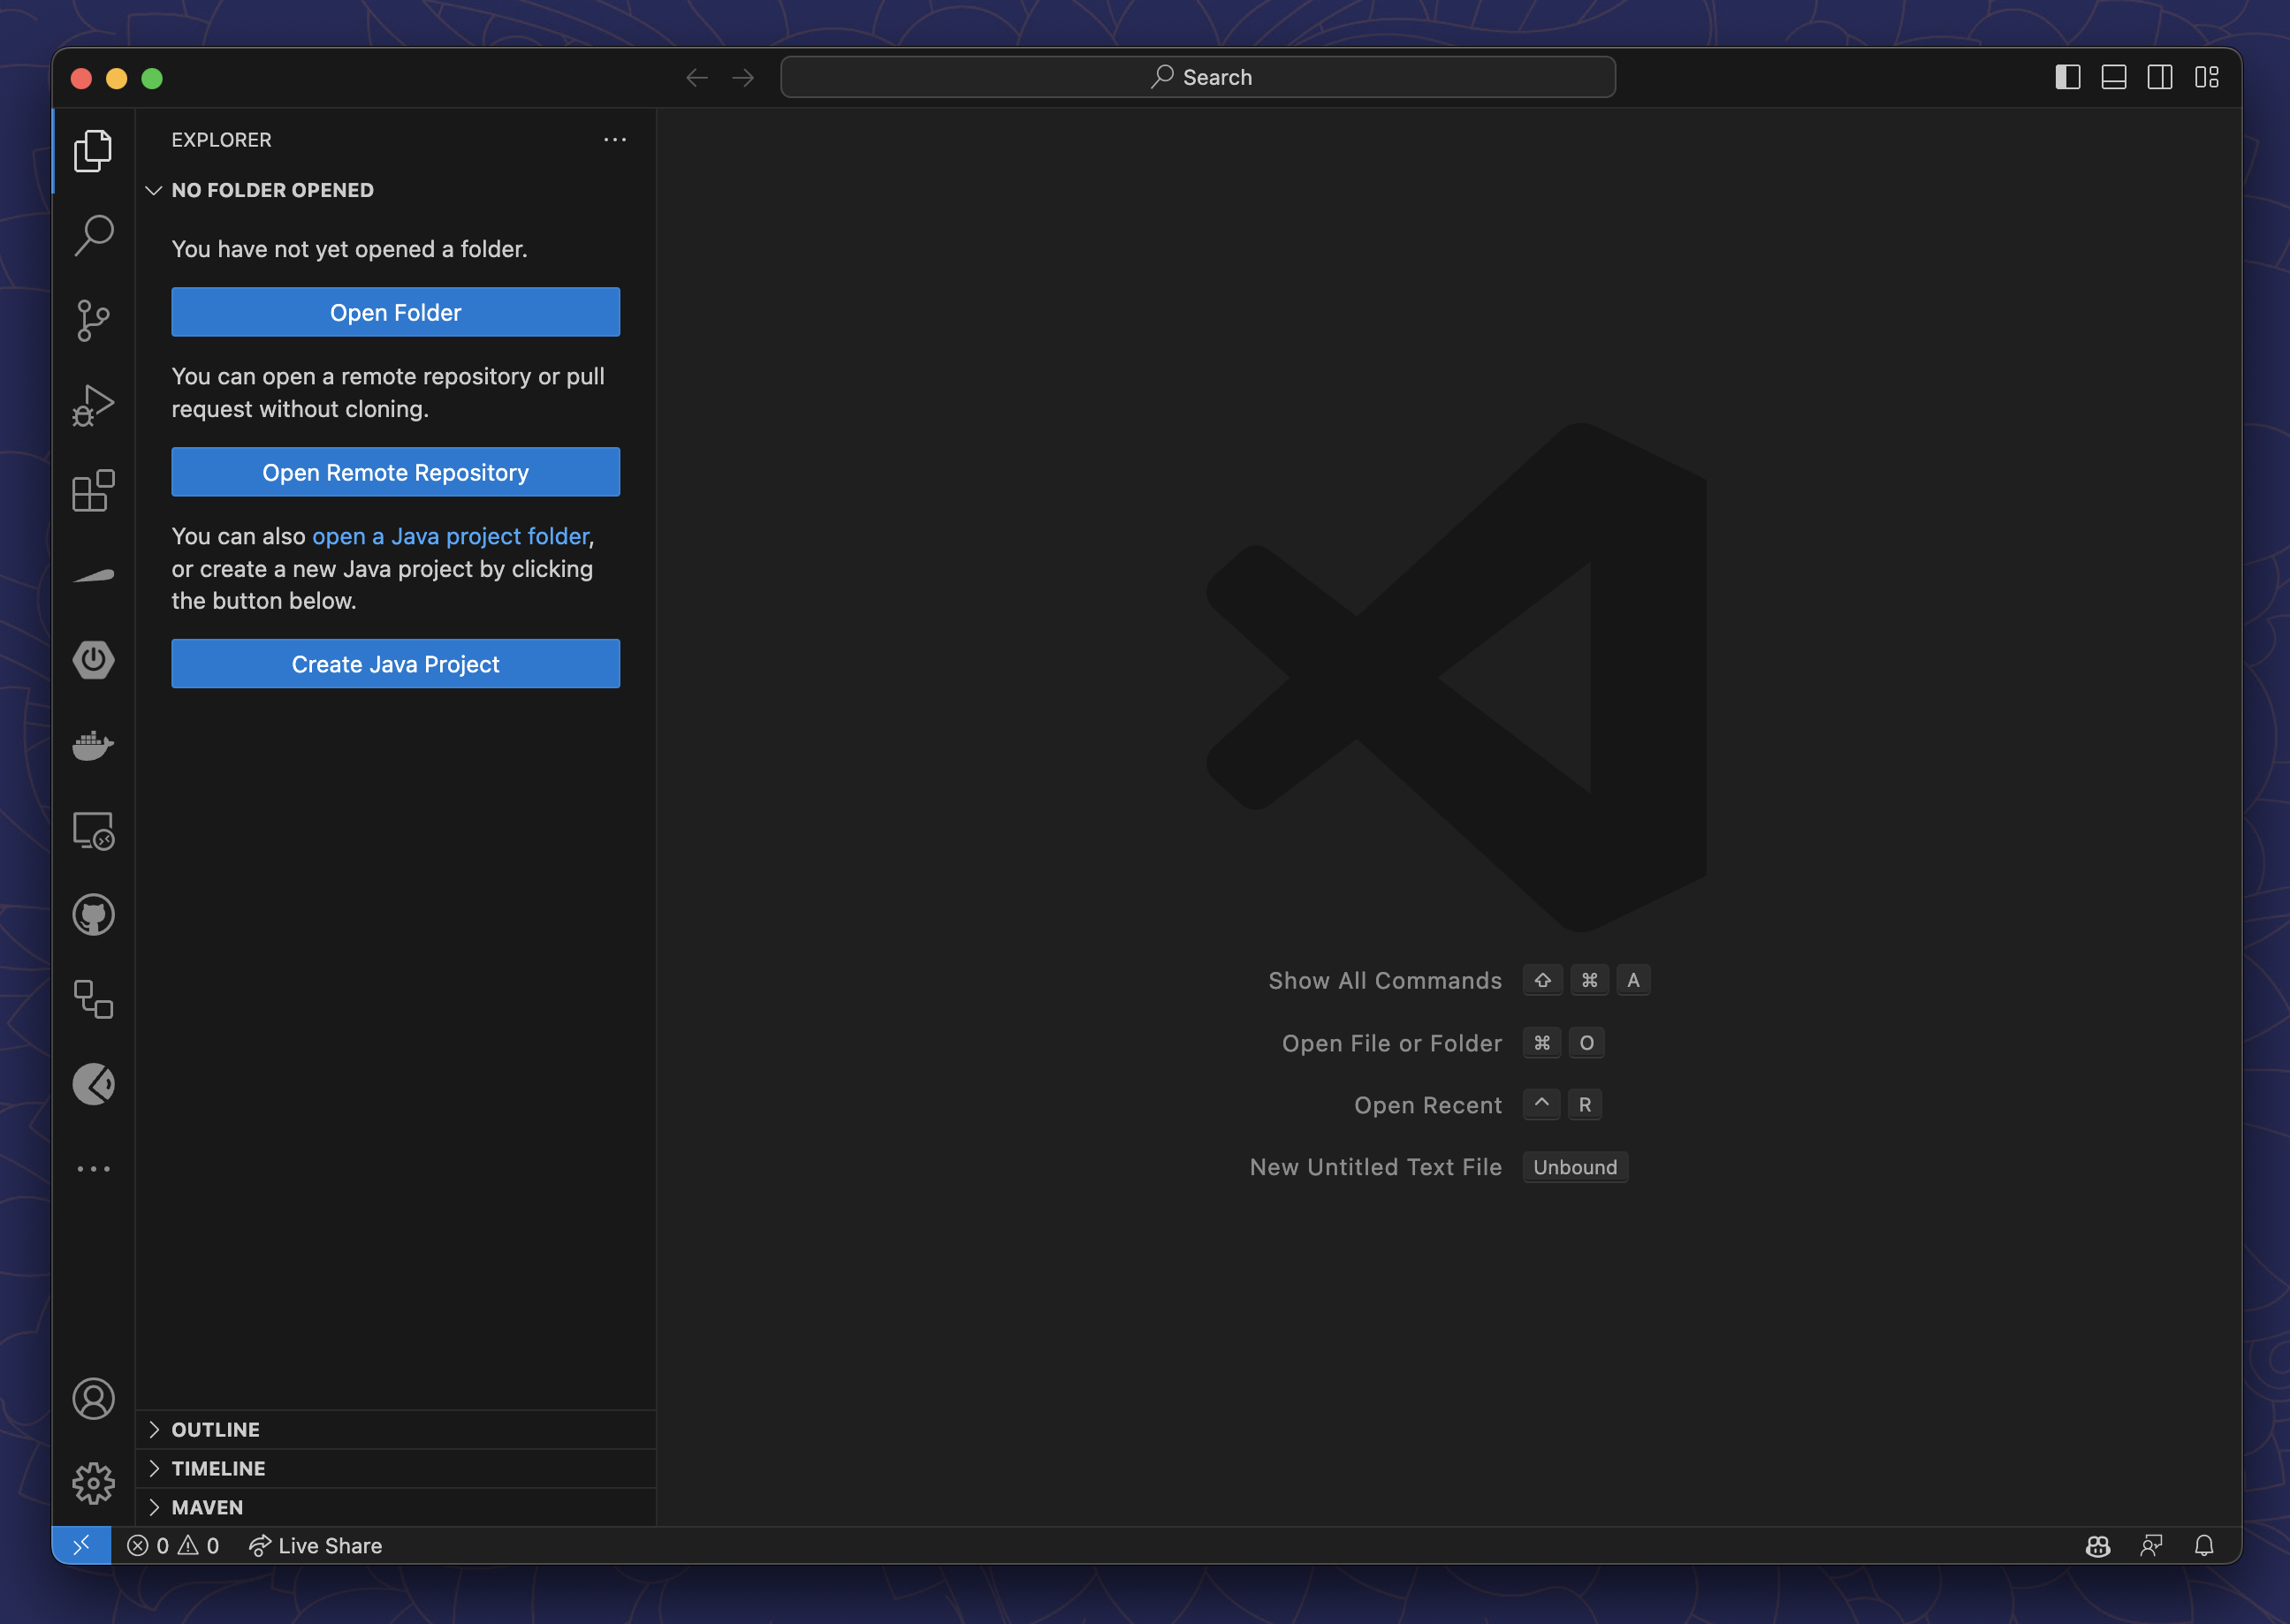 Search
EXPLORER
NO FOLDER OPENED
You have not yet opened a folder.
Open Folder
You can open a remote repository or pull
request without cloning.
Open Remote Repository
You can also open a Java project folder,
or create a new Java project by clicking
the button below.
Create Java Project
Show All Commands ⇧ ⌘ A
Open File or Folder ⌘ O
Open Recent ^ R
New Untitled Text File Unbound
OUTLINE
TIMELINE
MAVEN
0 0 Live Share